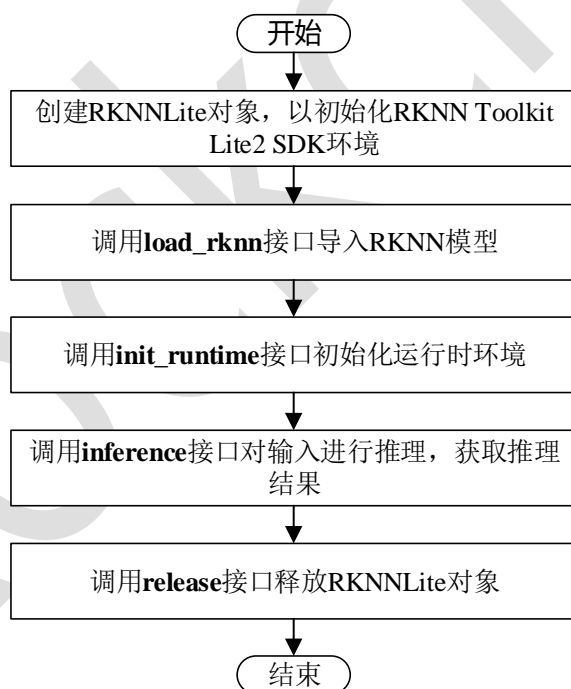 开始
创建RKNNLite对象，以初始化RKNN Toolkit
Lite2 SDK环境
调用load_rknn接口导入RKNN模型
调用init_runtime接口初始化运行时环境
调用inference接口对输入进行推理，获取推理
结果
调用release接口释放RKNNLite对象
结束